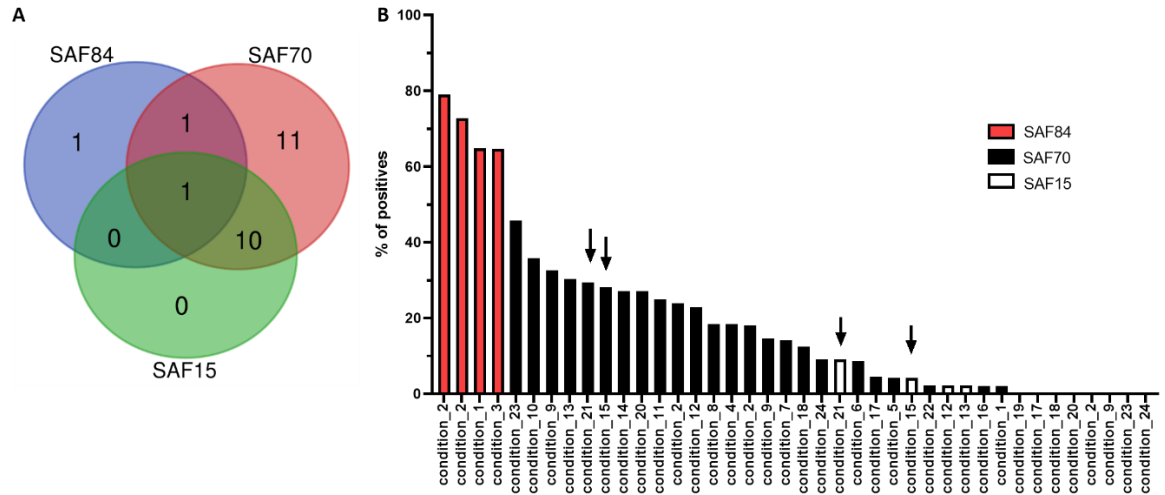 A
SAF84
SAF70
1
1
11
1
0
10
0
SAF15
B
100
80
60
40
20
0
% of positives
SAF84
SAF70
SAF15
condition_2
condition_2
condition_1
condition_3
condition_23
condition_10
condition_9
condition_13
condition_21
condition_15
condition_14
condition_20
condition_11
condition_2
condition_12
condition_8
condition_4
condition_2
condition_9
condition_7
condition_18
condition_24
condition_21
condition_6
condition_17
condition_5
condition_15
condition_22
condition_12
condition_13
condition_16
condition_1
condition_19
condition_17
condition_18
condition_20
condition_2
condition_9
condition_23
condition_24